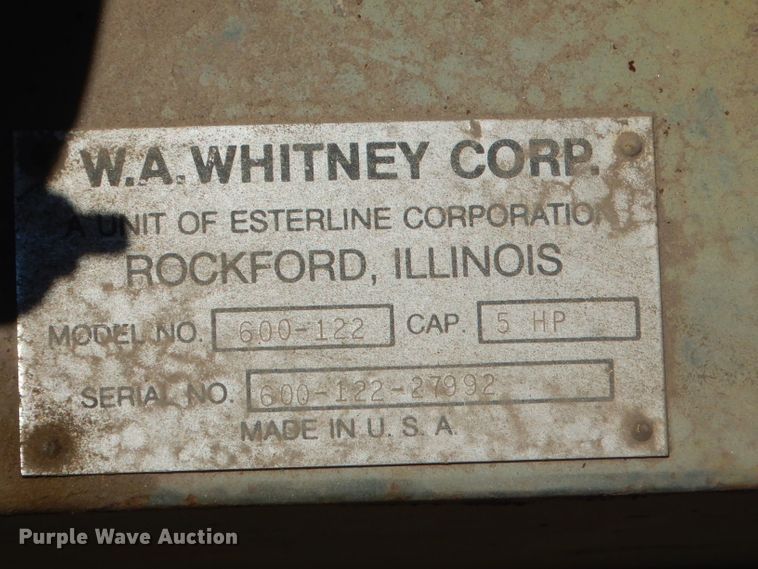 W.A. WHITNEY CORP.
A UNIT OF ESTERLINE CORPORATION
ROCKFORD, ILLINOIS
MODEL NO. 600-122 CAP. 5 HP
SERIAL NO. 600-122-27992
MADE IN U. S. A.
Purple Wave Auction